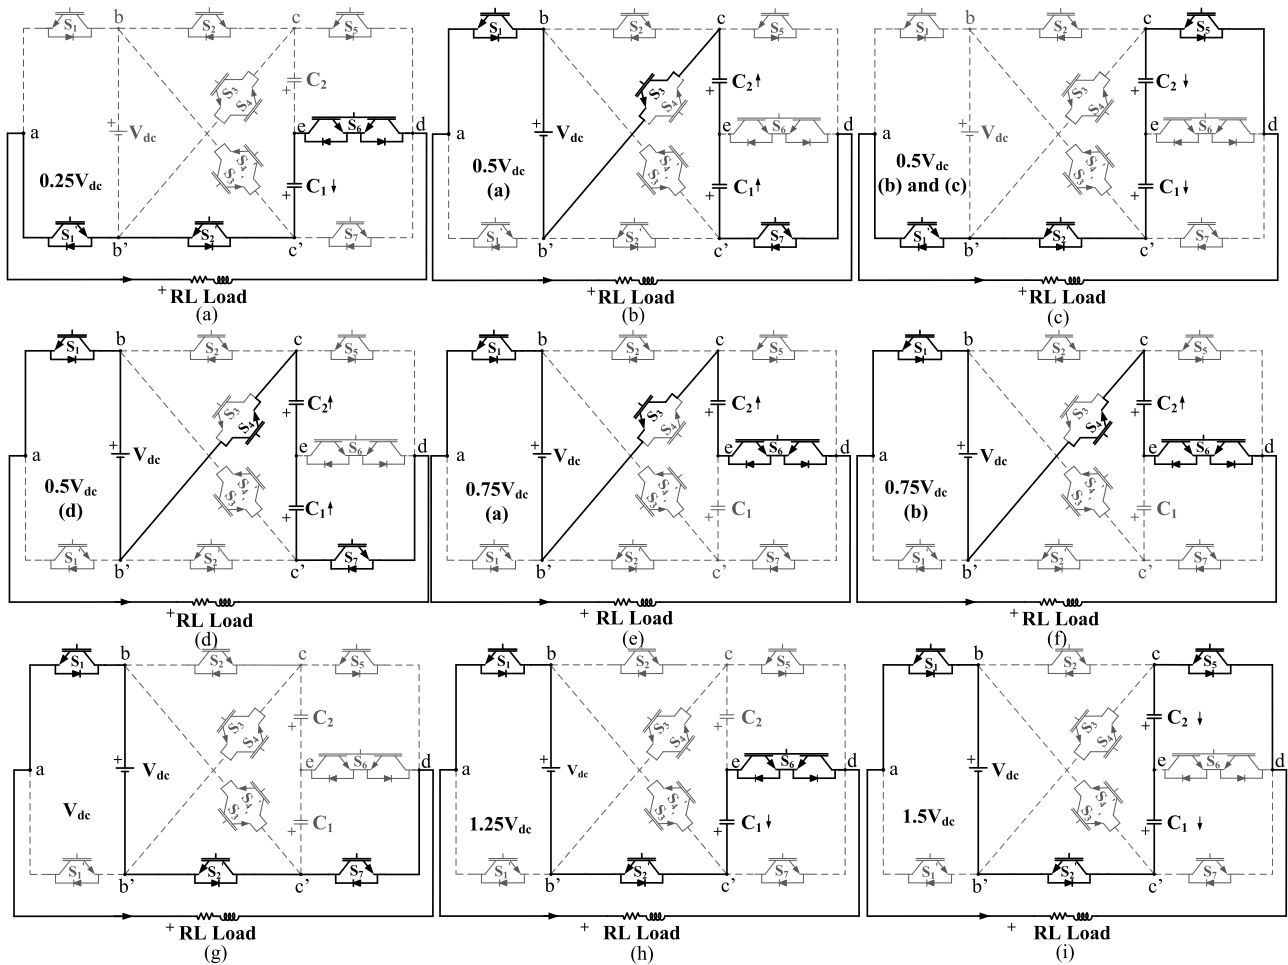 b c
S1 S2 S5
C2
Vdc
S3 S4
a e S6 d
0.25Vdc
S4' S3'
C1
S1' S2 S7
b' c'
+RL Load
(a)
b c
S1 S2 S5
C2
Vdc
S3 S4
a e S6 d
0.5Vdc
(a)
S4' S3'
C1
S1' S2' S7
b' c'
+RL Load
(b)
b c
S1 S2 S5
C2
Vdc
S3 S4
a e S6 d
0.5Vdc
(b) and (c)
S4' S3'
C1
S1' S2' S7
b' c'
+RL Load
(c)
b c
S1 S2 S5
C2
Vdc
S3 S4
a e S6 d
0.5Vdc
(d)
S4' S3'
C1
S1' S2' S7
b' c'
+RL Load
(d)
b c
S1 S2 S5
C2
Vdc
S3 S4
a e S6 d
0.75Vdc
(a)
S4' S3'
C1
S1' S2' S7
b' c'
+ RL Load
(e)
b c
S1 S2 S5
C2
Vdc
S3 S4
a e S6 d
0.75Vdc
(b)
S4' S3'
C1
S1' S2' S7
b' c'
+ RL Load
(f)
b c
S1 S2 S5
C2
Vdc
S3 S4
a e S6 d
Vdc
S4' S3'
C1
S1' S2' S7
b' c'
+ RL Load
(g)
b c
S1 S2 S5
C2
Vdc
S3 S4
a e S6 d
1.25Vdc
S4' S3'
C1
S1' S2' S7
b' c'
+ RL Load
(h)
b c
S1 S2 S5
C2
Vdc
S3 S4
a e S6 d
1.5Vdc
S4' S3'
C1
S1' S2' S7
b' c'
+ RL Load
(i)